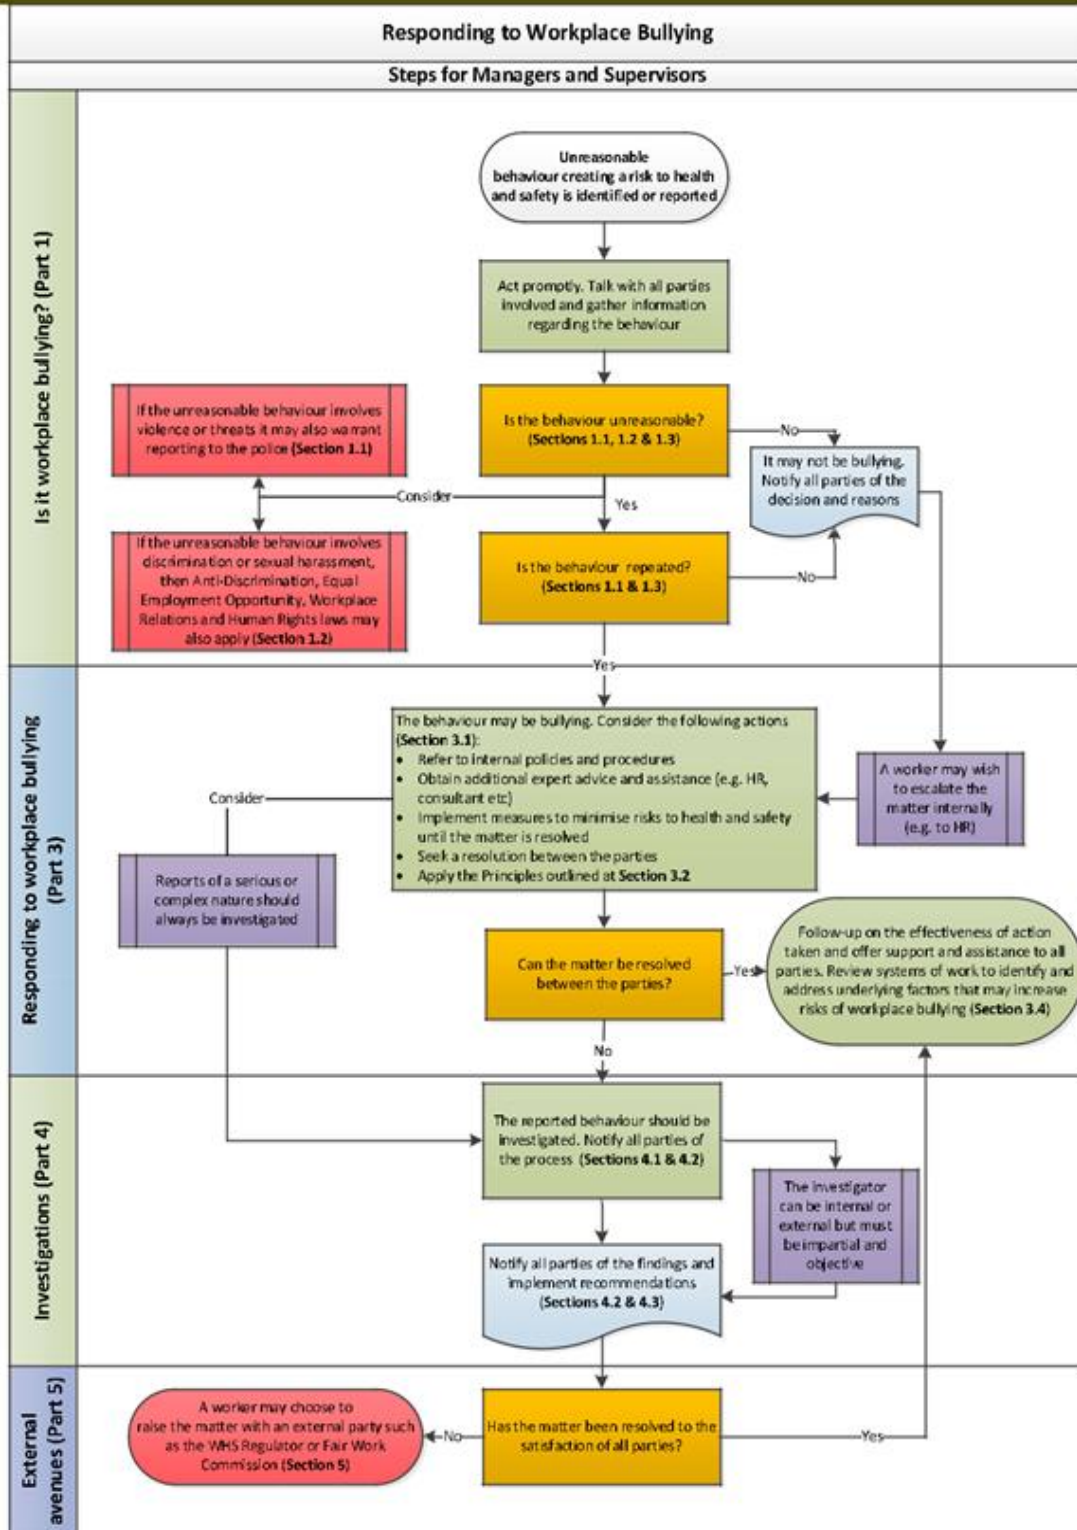 Responding to Workplace Bullying
Steps for Managers and Supervisors
Is it workplace bullying? (Part 1)
Unreasonable
behaviour creating a risk to health
and safety is identified or reported
Act promptly. Talk with all parties
involved and gather information
regarding the behaviour
If the unreasonable behaviour involves
violence or threats it may also warrant
reporting to the police (Section 1.1)
Is the behaviour unreasonable?
(Sections 1.1, 1.2 & 1.3)
No
It may not be bullying.
Notify all parties of the
decision and reasons
Consider
Yes
If the unreasonable behaviour involves
discrimination or sexual harassment,
then Anti-Discrimination, Equal
Employment Opportunity, Workplace
Relations and Human Rights laws may
also apply (Section 1.2)
Is the behaviour repeated?
(Sections 1.1 & 1.3)
No
Yes
Responding to workplace bullying
(Part 3)
The behaviour may be bullying. Consider the following actions
(Section 3.1):
• Refer to internal policies and procedures
• Obtain additional expert advice and assistance (e.g. HR,
consultant etc)
• Implement measures to minimise risks to health and safety
until the matter is resolved
• Seek a resolution between the parties
• Apply the Principles outlined at Section 3.2
A worker may wish
to escalate the
matter internally
(e.g. to HR)
Consider
Reports of a serious or
complex nature should
always be investigated
Can the matter be resolved
between the parties?
Yes
Follow-up on the effectiveness of action
taken and offer support and assistance to all
parties. Review systems of work to identify and
address underlying factors that may increase
risks of workplace bullying (Section 3.4)
No
Investigations (Part 4)
The reported behaviour should be
investigated. Notify all parties of
the process (Sections 4.1 & 4.2)
The investigator
can be internal or
external but must
be impartial and
objective
Notify all parties of the findings and
implement recommendations
(Sections 4.2 & 4.3)
External
avenues (Part 5)
A worker may choose to
raise the matter with an external party such
as the WHS Regulator or Fair Work
Commission (Section 5)
No
Has the matter been resolved to the
satisfaction of all parties?
Yes